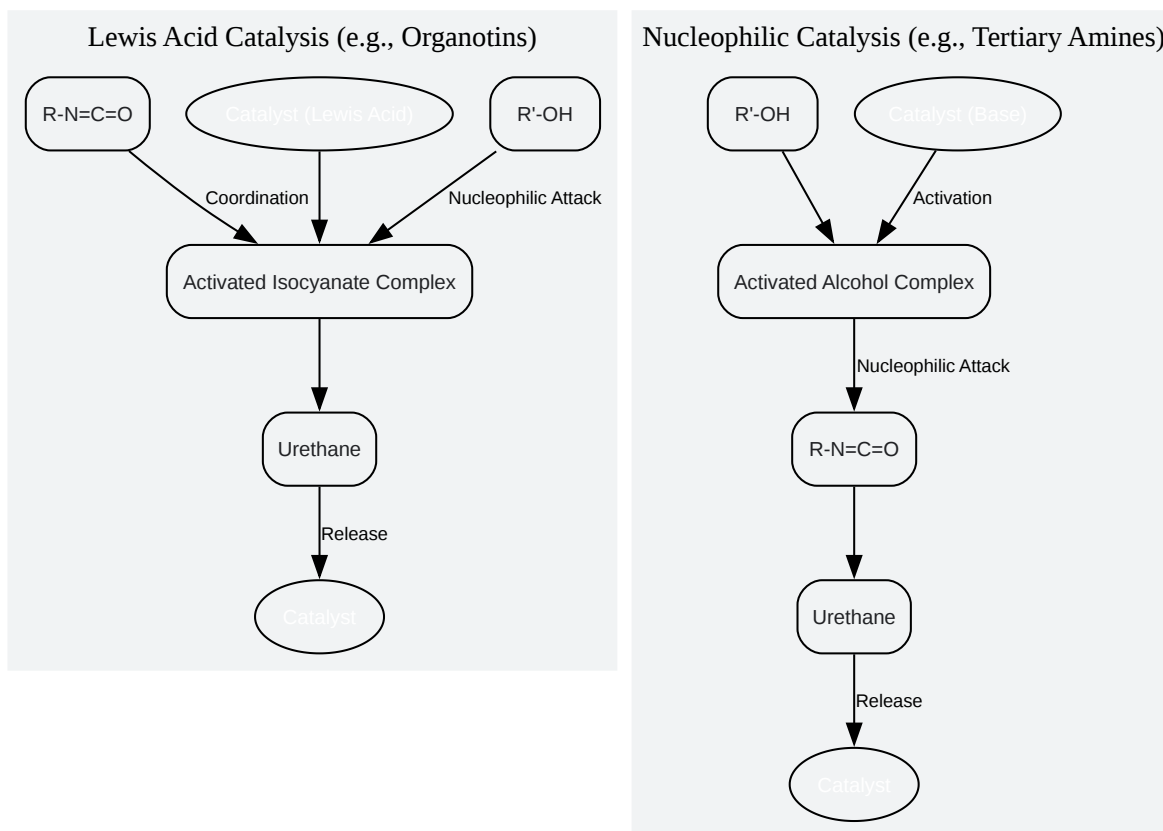 Lewis Acid Catalysis (e.g., Organotins)
R-N=C=O
Catalyst (Lewis Acid)
R'-OH
Coordination
Nucleophilic Attack
Activated Isocyanate Complex
Urethane
Release
Catalyst
Nucleophilic Catalysis (e.g., Tertiary Amines)
R'-OH
Catalyst (Base)
Activation
Activated Alcohol Complex
Nucleophilic Attack
R-N=C=O
Urethane
Release
Catalyst